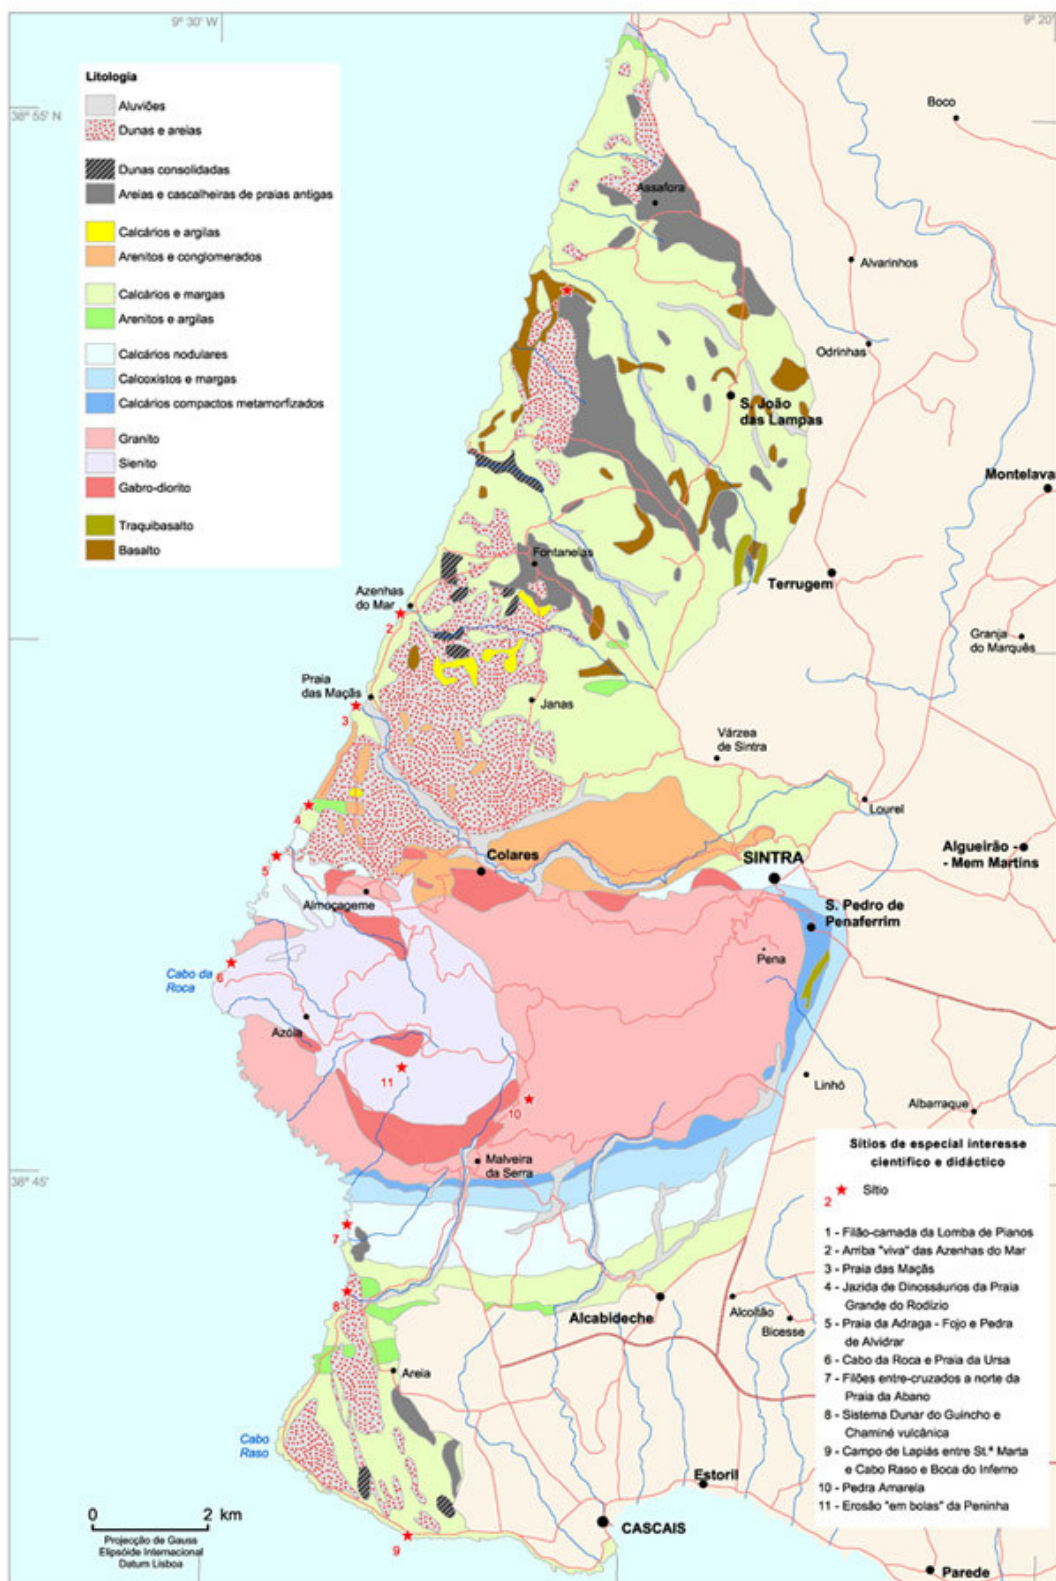 9º 30' W
9º 20'
38º 55' N
Litologia
Aluviões
Dunas e areias
Dunas consolidadas
Areias e cascalheiras de praias antigas
Calcários e argilas
Arenitos e conglomerados
Calcários e margas
Arenitos e argilas
Calcários nodulares
Calcoxistos e margas
Calcários compactos metamorfizados
Granito
Sienito
Gabro-diorito
Traquibasalto
Basalto
Boco
Assafora
Alvarinhos
Odrinhas
S. João
das Lampas
Montelava
Fontanelas
Terrugem
Azenhas
do Mar
2
Granja
do Marquês
Praia
das Maçãs
3
Janas
Várzea
de Sintra
4
Lourel
5
Colares
SINTRA
Algueirão -
- Mem Martins
Almoçageme
S. Pedro de
Penaferrim
Pena
Cabo da
Roca
6
Azóia
11
10
Linhó
Albarraque
Malveira
da Serra
38º 45'
7
8
Alcabideche
Alcoitão
Bicesse
Areia
Cabo
Raso
Estoril
CASCAIS
9
Parede
Sítios de especial interesse
cientifico e didáctico
2
Sítio
1 - Filão-camada da Lomba de Pianos
2 - Arriba "viva" das Azenhas do Mar
3 - Praia das Maçãs
4 - Jazida de Dinossáurios da Praia
Grande do Rodízio
5 - Praia da Adraga - Fojo e Pedra
de Alvidrar
6 - Cabo da Roca e Praia da Ursa
7 - Filões entre-cruzados a norte da
Praia da Abano
8 - Sistema Dunar do Guincho e
Chaminé vulcânica
9 - Campo de Lapiás entre St.ª Marta
e Cabo Raso e Boca do Inferno
10 - Pedra Amarela
11 - Erosão "em bolas" da Peninha
0 2 km
Projecção de Gauss
Elipsóide Internacional
Datum Lisboa